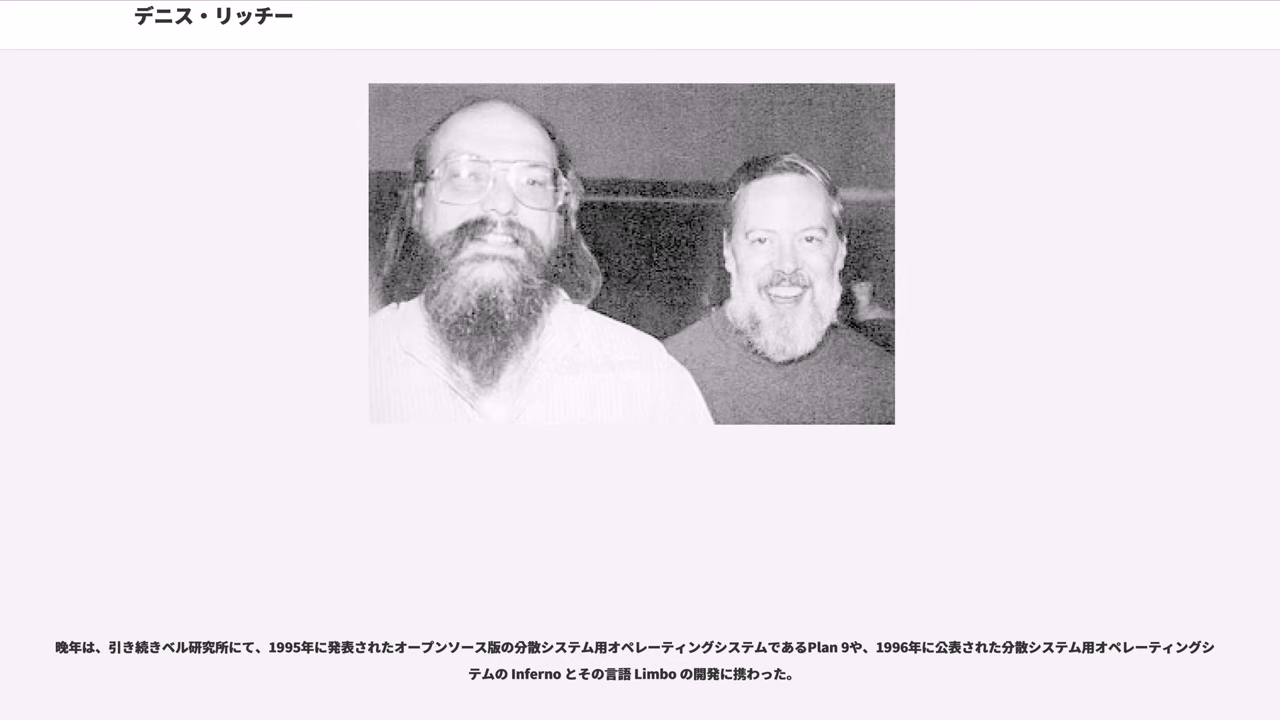 デニス・リッチー
晩年は、引き続きベル研究所にて、1995年に発表されたオープンソース版の分散システム用オペレーティングシステムであるPlan 9や、1996年に公表された分散システム用オペレーティングシ
ステムの Inferno とその言語 Limbo の開発に携わった。